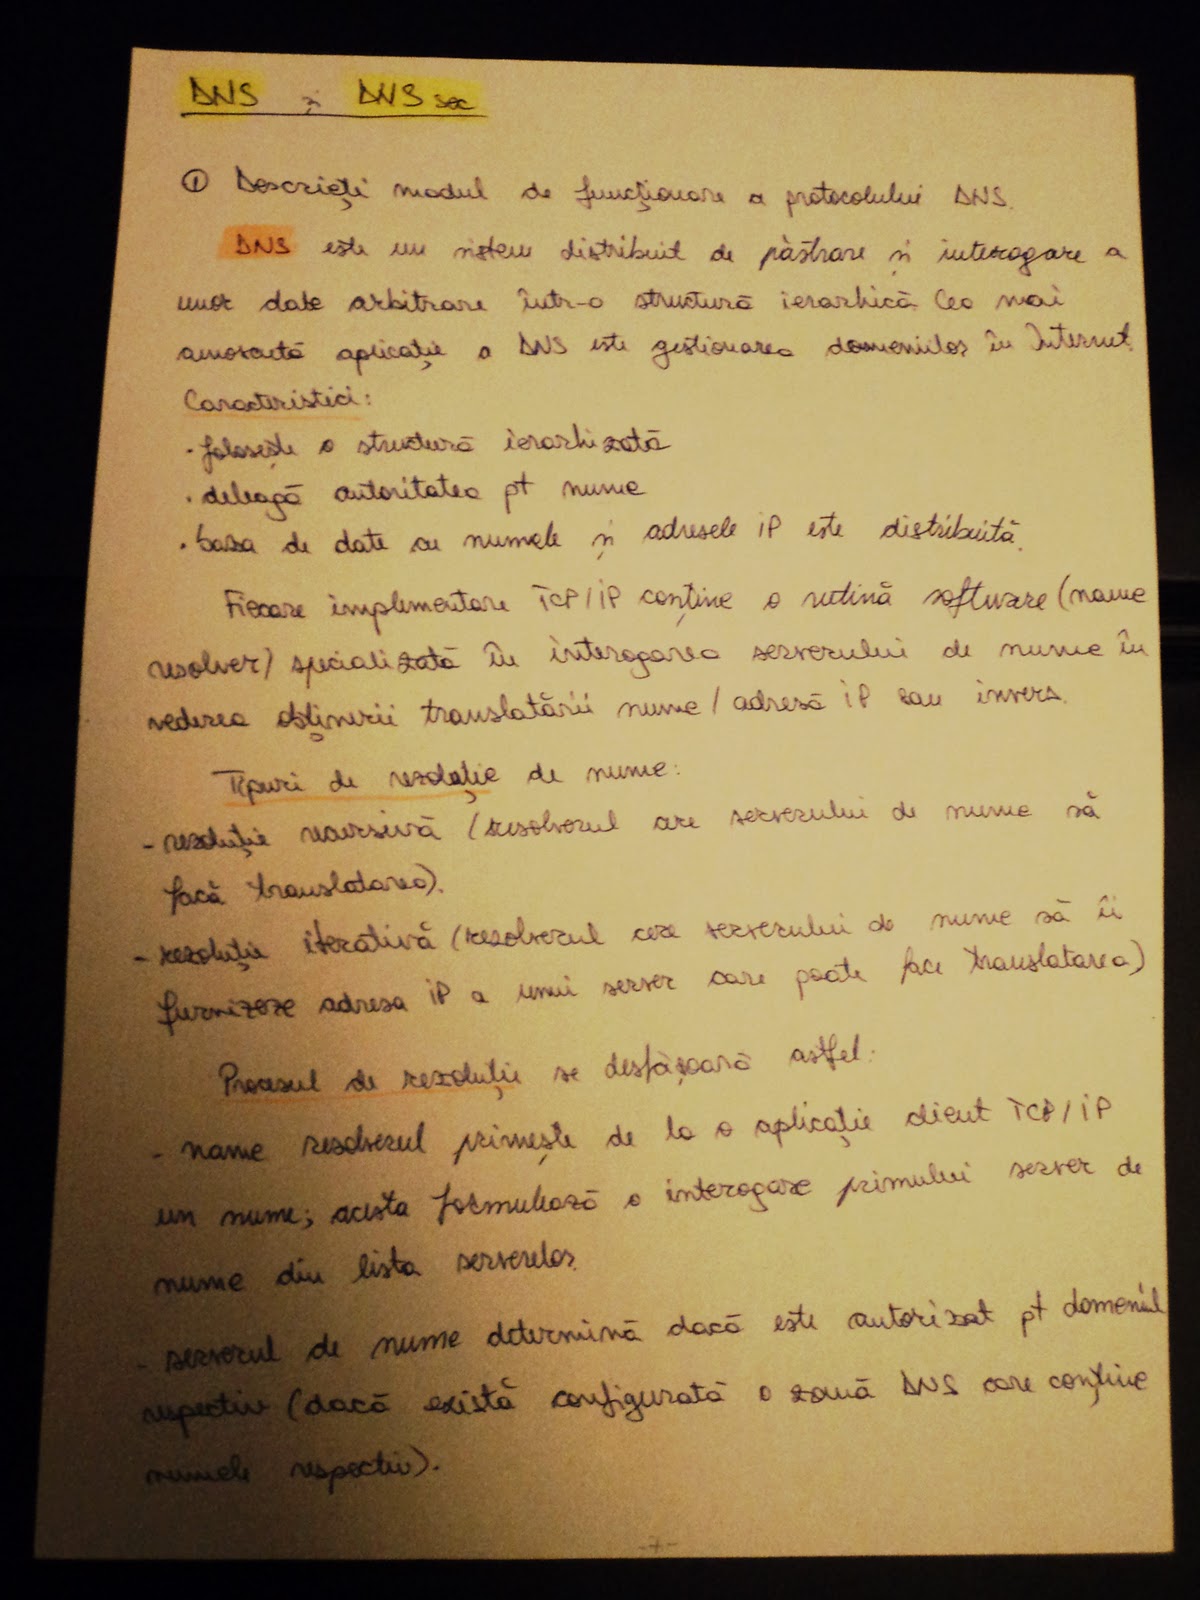 DNS și DNS sec
① Descrieți modul de funcționare a protocolului DNS.
DNS este un sistem distribuit de păstrare și interogare a
unor date arbitrare într-o structură ierarhică. Cea mai
cunoscută aplicație a DNS este gestionarea domeniilor în Internet.
Caracteristici:
· folosește o structură ierarhizată
· deleagă autoritatea pt nume
· baza de date cu numele și adresele IP este distribuită.
Fiecare implementare TCP/IP conține o rutină software (name
resolver) specializată în interogarea serverului de nume în
vederea obținerii translatării nume/adresă IP sau invers.
Tipuri de rezoluție de nume:
- rezoluție recursivă (resolverul cere serverului de nume să
facă translatarea).
- rezoluție iterativă (resolverul cere serverului de nume să îi
furnizeze adresa IP a unui server care poate face translatarea)
Procesul de rezoluție se desfășoară astfel:
- name resolverul primește de la o aplicație client TCP/IP
un nume; acesta formulează o interogare primului server de
nume din lista serverelor.
- serverul de nume determină dacă este autorizat pt domeniul
respectiv (dacă există configurată o zonă DNS care conține
numele respectiv).
-7-